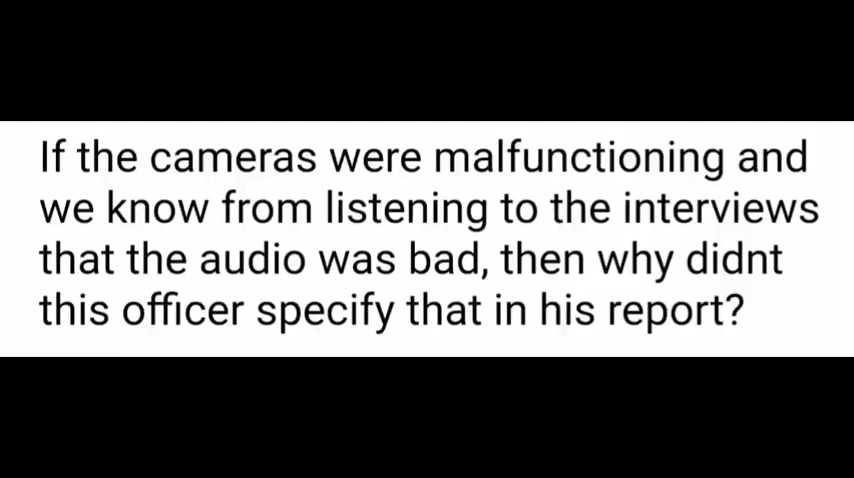 If the cameras were malfunctioning and
we know from listening to the interviews
that the audio was bad, then why didnt
this officer specify that in his report?